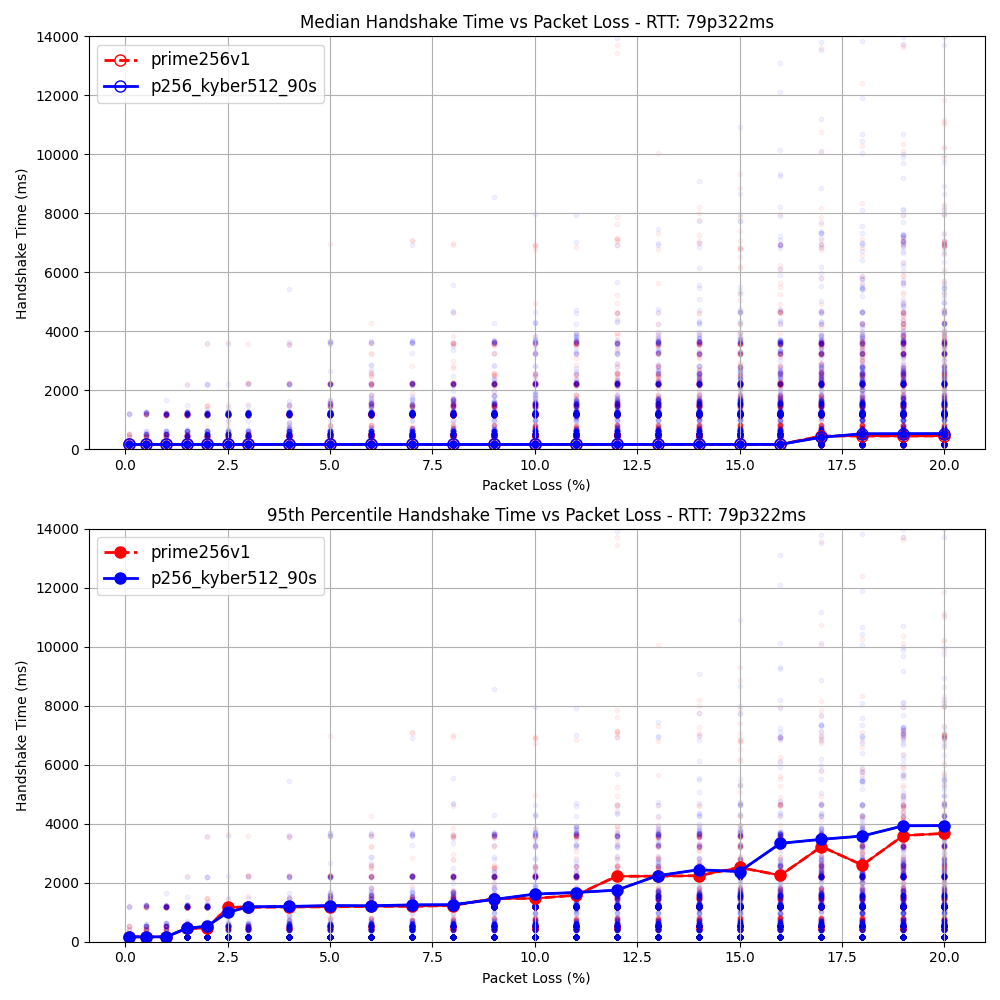 Median Handshake Time vs Packet Loss - RTT: 79p322ms
14000
12000
10000
8000
6000
4000
2000
0
Handshake Time (ms)
prime256v1
p256_kyber512_90s
0.0 2.5 5.0 7.5 10.0 12.5 15.0 17.5 20.0
Packet Loss (%)
95th Percentile Handshake Time vs Packet Loss - RTT: 79p322ms
14000
12000
10000
8000
6000
4000
2000
0
Handshake Time (ms)
prime256v1
p256_kyber512_90s
0.0 2.5 5.0 7.5 10.0 12.5 15.0 17.5 20.0
Packet Loss (%)